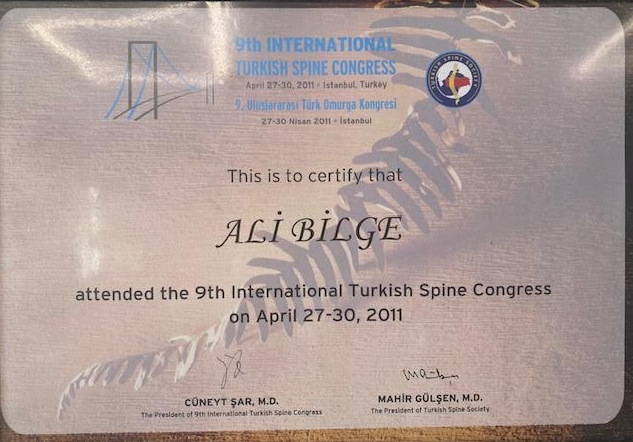 9th INTERNATIONAL
TURKISH SPINE CONGRESS
April 27-30, 2011 - Istanbul, Turkey
9. Uluslararası Türk Omurga Kongresi
27-30 Nisan 2011 - İstanbul
TURKISH SPINE SOCIETY
This is to certify that
ALİ BİLGE
attended the 9th International Turkish Spine Congress
on April 27-30, 2011
CÜNEYT ŞAR, M.D.
The President of 9th International Turkish Spine Congress
MAHİR GÜLŞEN, M.D.
The President of Turkish Spine Society